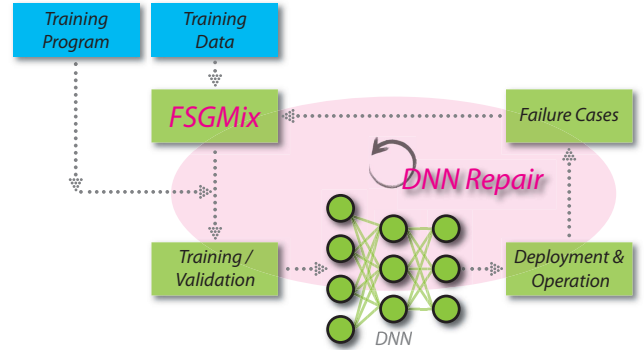 Training
Program
Training
Data
FSGMix
Failure Cases
DNN Repair
Training /
Validation
Deployment &
Operation
DNN